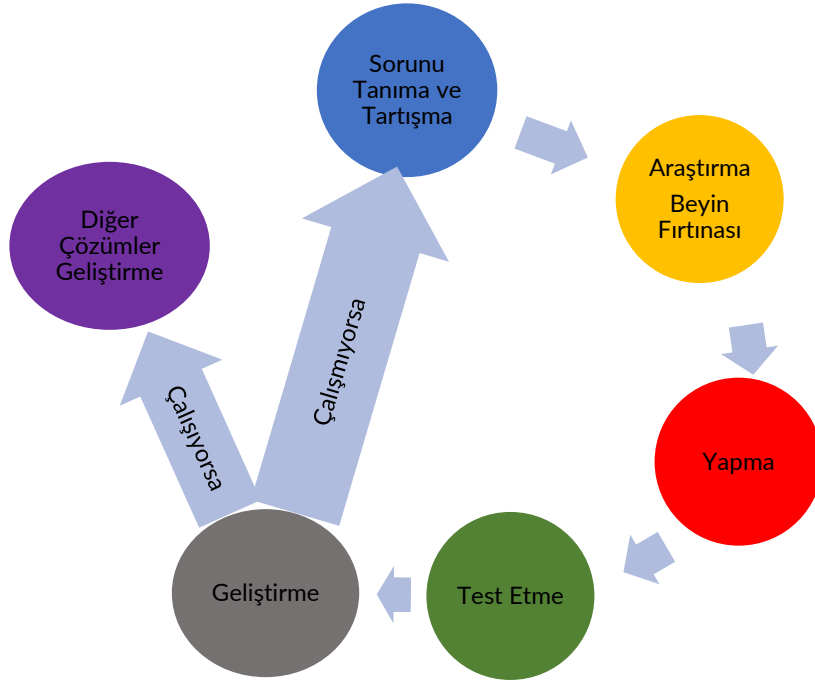 Sorunu
Tanıma ve
Tartışma
Araştırma
Beyin
Fırtınası
Yapma
Test Etme
Geliştirme
Çalışmıyorsa
Çalışıyorsa
Diğer
Çözümler
Geliştirme